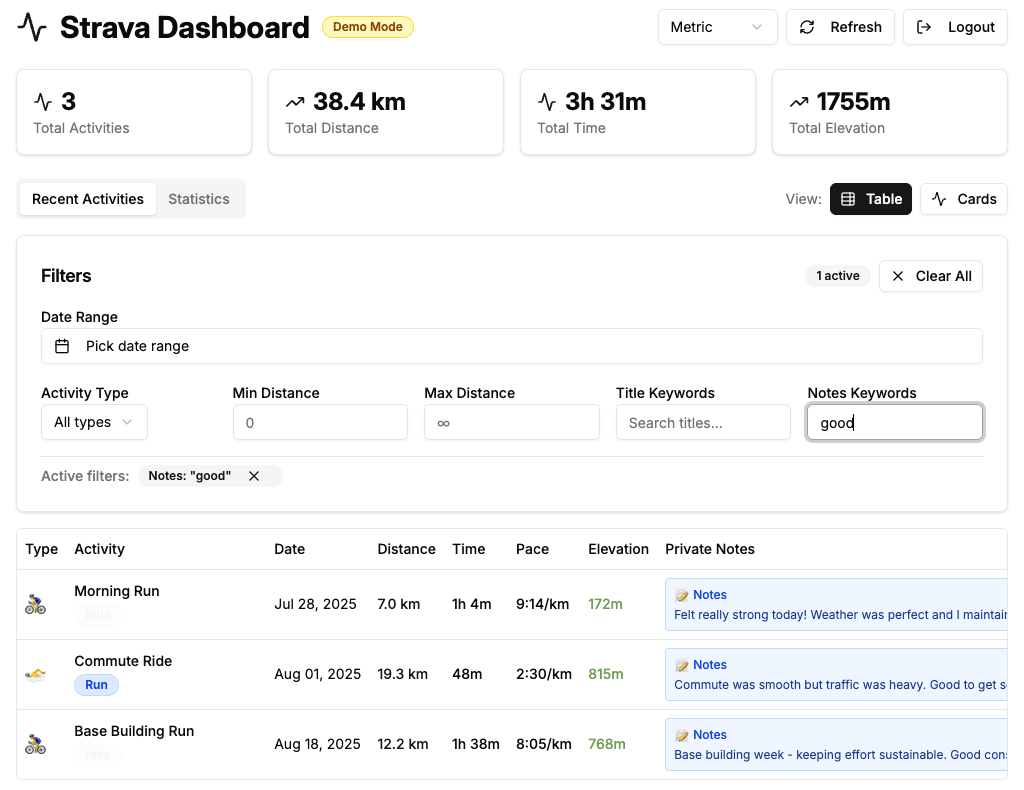 Strava Dashboard Demo Mode Metric Refresh Logout
3 38.4 km 3h 31m 1755m
Total Activities Total Distance Total Time Total Elevation
Recent Activities Statistics View: Table Cards
Filters 1 active Clear All
Date Range
Pick date range
Activity Type Min Distance Max Distance Title Keywords Notes Keywords
All types 0 ∞ Search titles... good
Active filters: Notes: "good"
Type Activity Date Distance Time Pace Elevation Private Notes
Morning Run
Ride
Jul 28, 2025 7.0 km 1h 4m 9:14/km 172m
Notes
Felt really strong today! Weather was perfect and I
Commute Ride
Run
Aug 01, 2025 19.3 km 48m 2:30/km 815m
Notes
Commute was smooth but traffic was heavy. Good to get
Base Building Run
Hike
Aug 18, 2025 12.2 km 1h 38m 8:05/km 768m
Notes
Base building week - keeping effort sustainable. Good